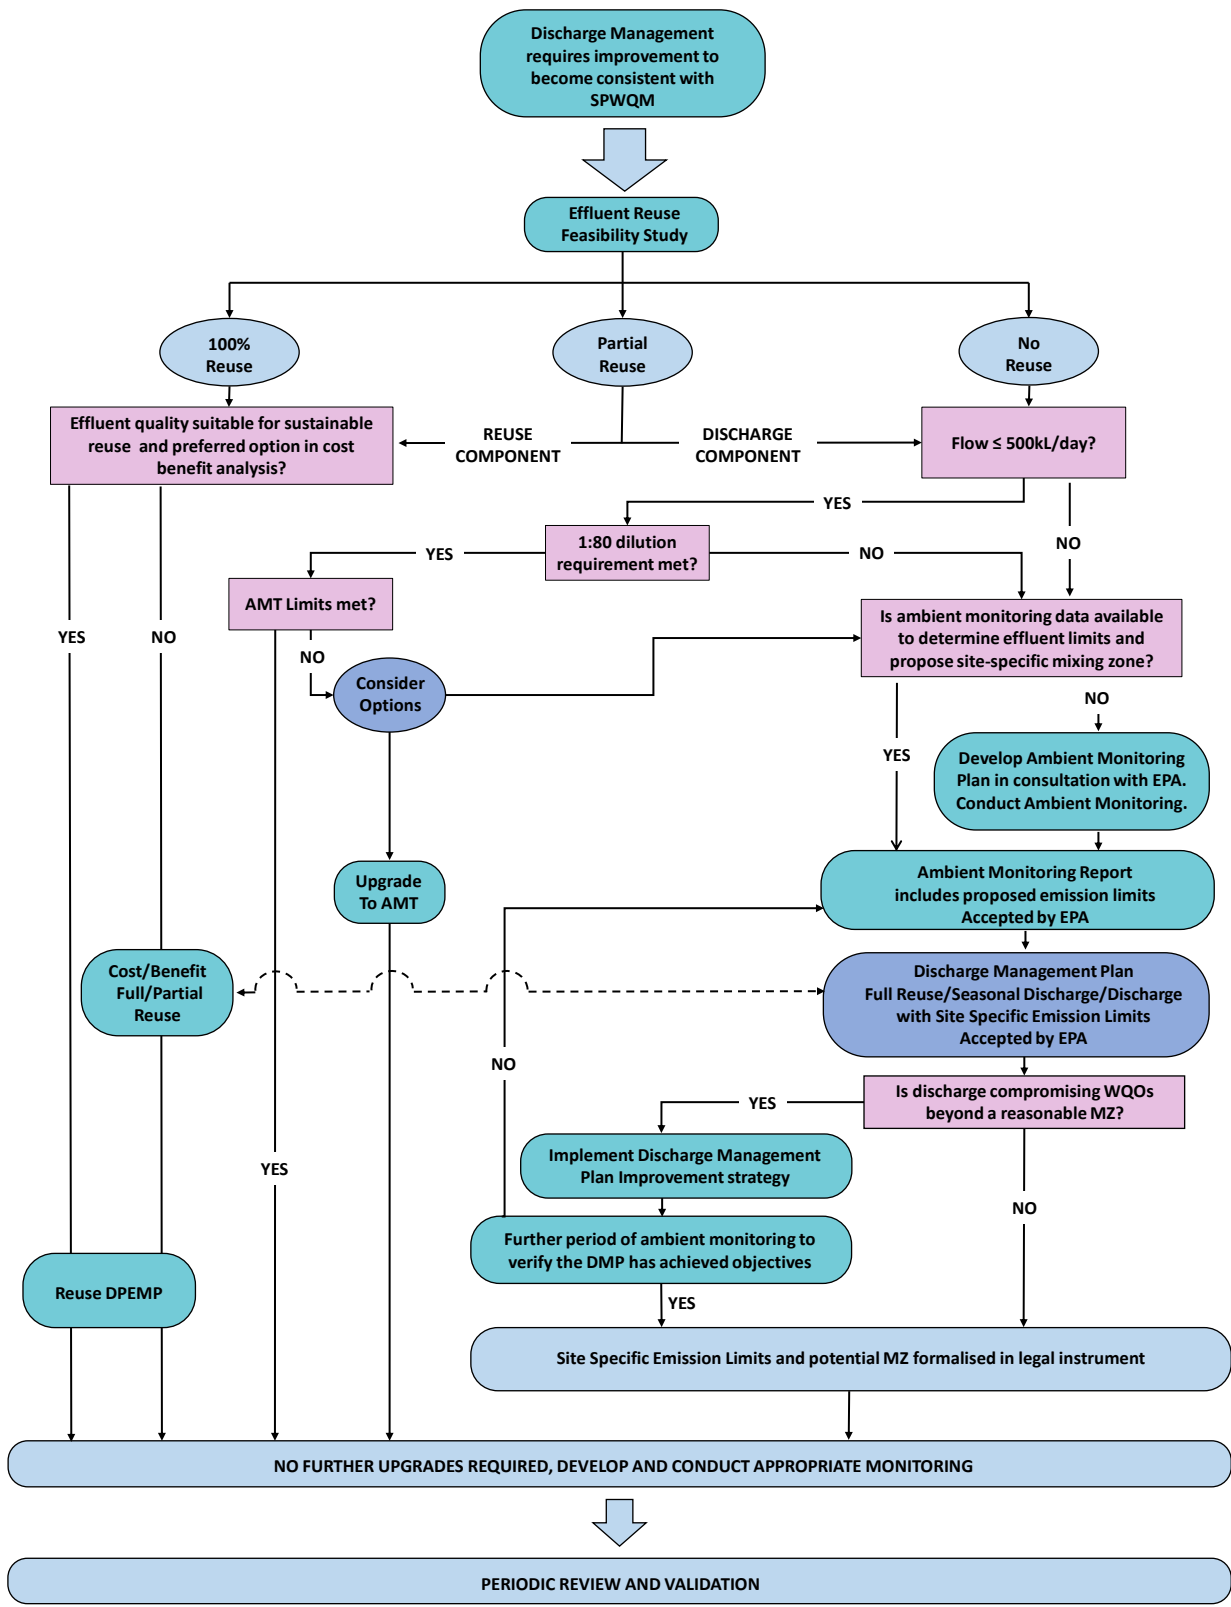 Discharge Management
requires improvement to
become consistent with
SPWQM
Effluent Reuse
Feasibility Study
100%
Reuse
Partial
Reuse
No
Reuse
Effluent quality suitable for sustainable
reuse and preferred option in cost
benefit analysis?
REUSE
COMPONENT
DISCHARGE
COMPONENT
Flow ≤ 500kL/day?
YES
1:80 dilution
requirement met?
YES
NO
NO
AMT Limits met?
Is ambient monitoring data available
to determine effluent limits and
propose site-specific mixing zone?
YES
NO
NO
Consider
Options
NO
YES
Develop Ambient Monitoring
Plan in consultation with EPA.
Conduct Ambient Monitoring.
Upgrade
To AMT
Ambient Monitoring Report
includes proposed emission limits
Accepted by EPA
Cost/Benefit
Full/Partial
Reuse
Discharge Management Plan
Full Reuse/Seasonal Discharge/Discharge
with Site Specific Emission Limits
Accepted by EPA
NO
Is discharge compromising WQOs
beyond a reasonable MZ?
YES
Implement Discharge Management
Plan Improvement strategy
YES
NO
Further period of ambient monitoring to
verify the DMP has achieved objectives
Reuse DPEMP
YES
Site Specific Emission Limits and potential MZ formalised in legal instrument
NO FURTHER UPGRADES REQUIRED, DEVELOP AND CONDUCT APPROPRIATE MONITORING
PERIODIC REVIEW AND VALIDATION